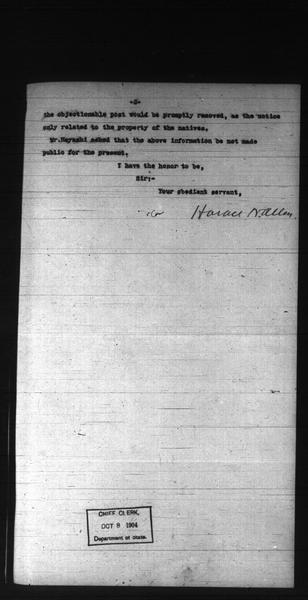 -2-
the objectionable post would be promptly removed, as the notice
only related to the property of the natives.
Mr.Hayashi asked that the above information be not made
public for the present.
I have the honor to be,
Sir:-
Your obedient servant,
Horace N. Allen
CHIEF CLERK,
OCT 8 1904
Department of State.